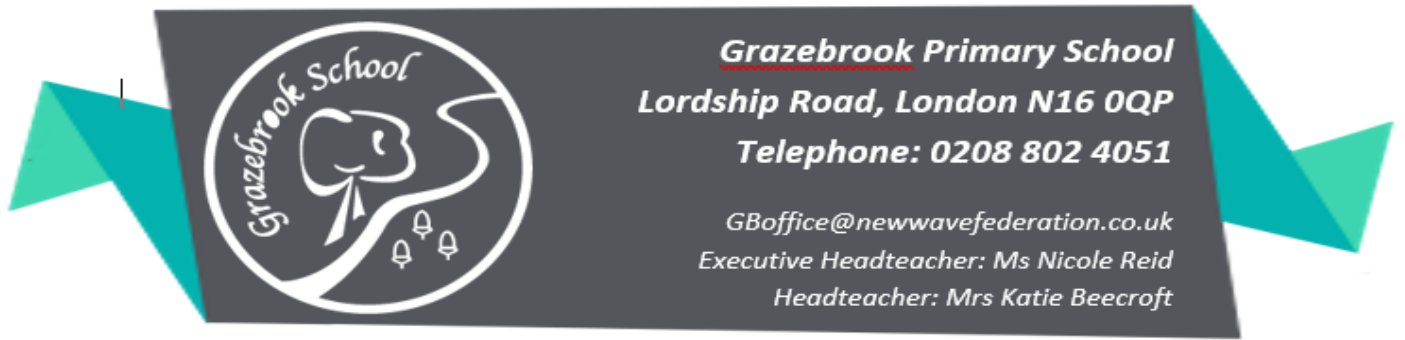 Grazebrook School
Grazebrook Primary School
Lordship Road, London N16 0QP
Telephone: 0208 802 4051
GBoffice@newwavefederation.co.uk
Executive Headteacher: Ms Nicole Reid
Headteacher: Mrs Katie Beecroft